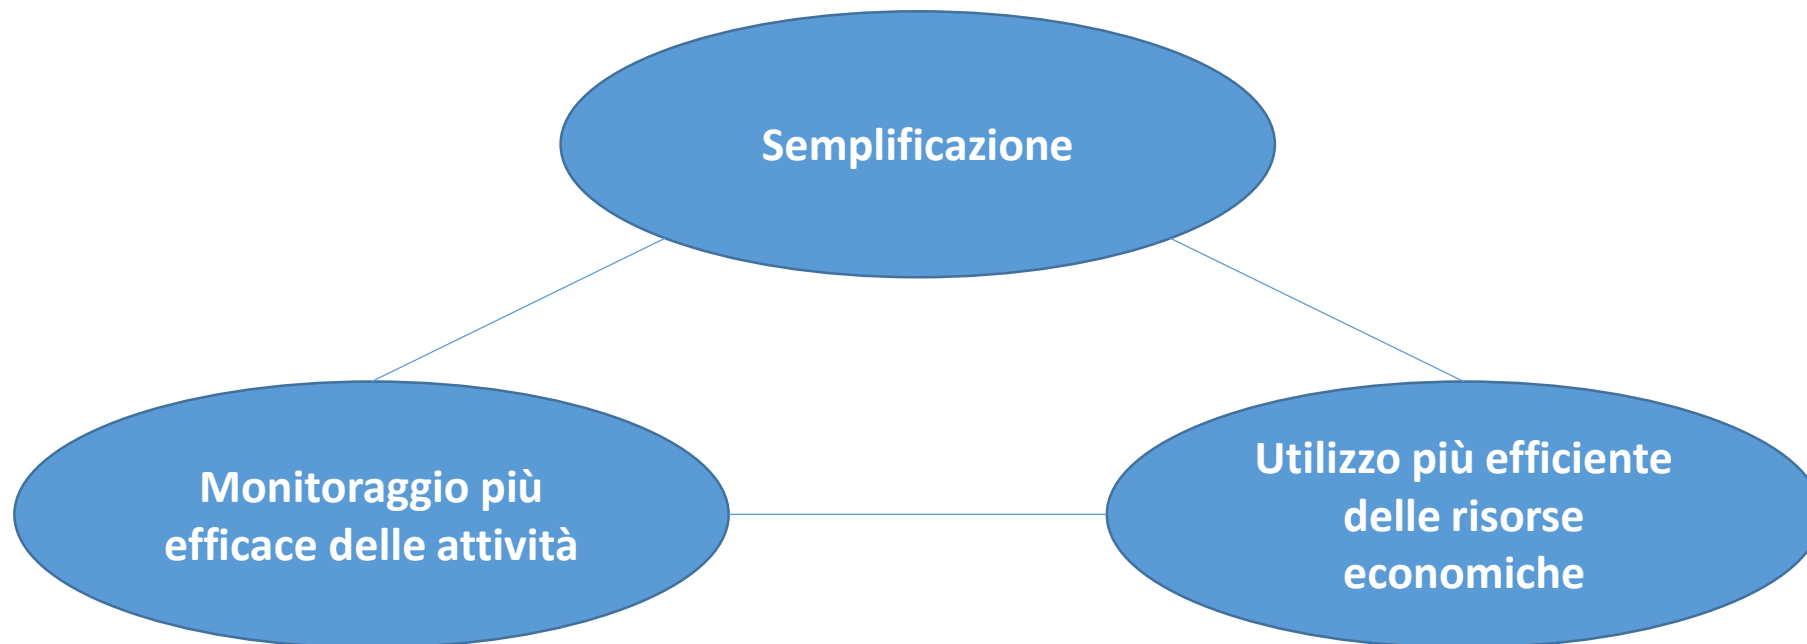 Semplificazione
Monitoraggio più
efficace delle attività
Utilizzo più efficiente
delle risorse
economiche